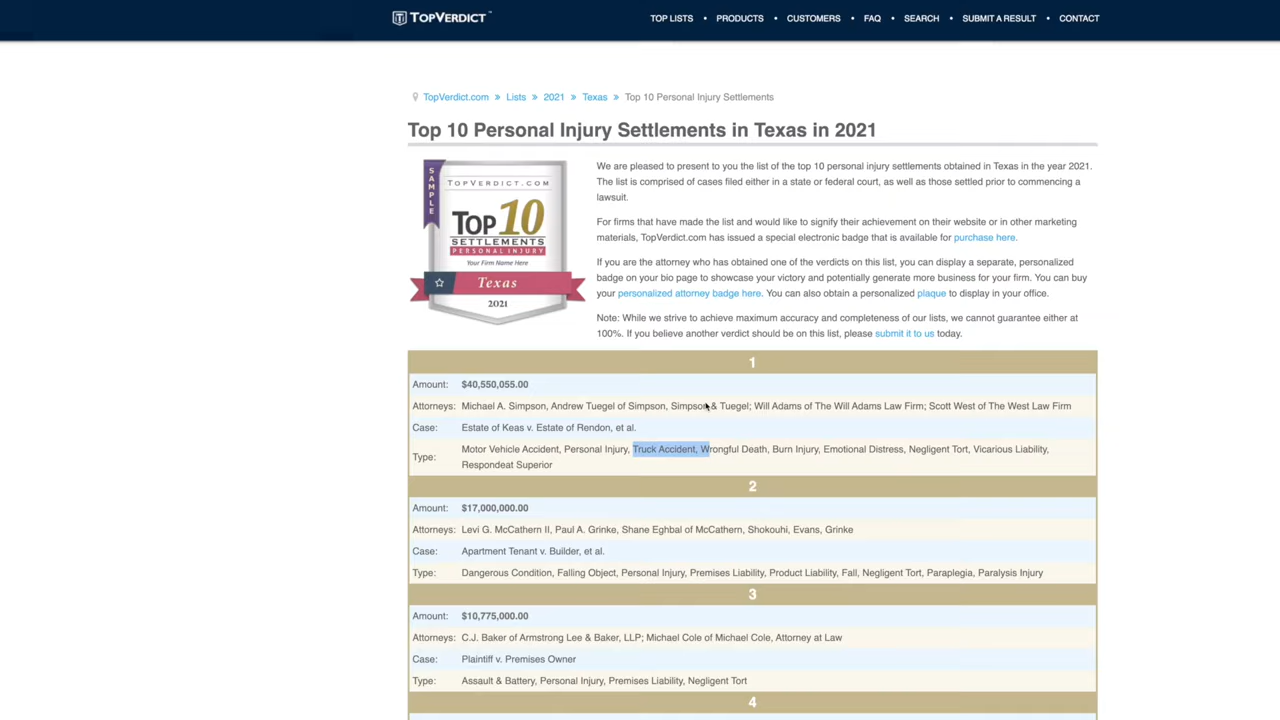 TOPVERDICT™
TOP LISTS • PRODUCTS • CUSTOMERS • FAQ • SEARCH • SUBMIT A RESULT • CONTACT
TopVerdict.com » Lists » 2021 » Texas » Top 10 Personal Injury Settlements
Top 10 Personal Injury Settlements in Texas in 2021
SAMPLE
TOPVERDICT.COM
TOP 10
SETTLEMENTS
PERSONAL INJURY
Your Firm Name Here
Texas
2021
We are pleased to present to you the list of the top 10 personal injury settlements obtained in Texas in the year 2021.
The list is comprised of cases filed either in a state or federal court, as well as those settled prior to commencing a
lawsuit.
For firms that have made the list and would like to signify their achievement on their website or in other marketing
materials, TopVerdict.com has issued a special electronic badge that is available for purchase here.
If you are the attorney who has obtained one of the verdicts on this list, you can display a separate, personalized
badge on your bio page to showcase your victory and potentially generate more business for your firm. You can buy
your personalized attorney badge here. You can also obtain a personalized plaque to display in your office.
Note: While we strive to achieve maximum accuracy and completeness of our lists, we cannot guarantee either at
100%. If you believe another verdict should be on this list, please submit it to us today.
1
Amount: $40,550,055.00
Attorneys: Michael A. Simpson, Andrew Tuegel of Simpson, Simpson & Tuegel; Will Adams of The Will Adams Law Firm; Scott West of The West Law Firm
Case: Estate of Keas v. Estate of Rendon, et al.
Type: Motor Vehicle Accident, Personal Injury, Truck Accident, Wrongful Death, Burn Injury, Emotional Distress, Negligent Tort, Vicarious Liability,
Respondeat Superior
2
Amount: $17,000,000.00
Attorneys: Levi G. McCathern II, Paul A. Grinke, Shane Eghbal of McCathern, Shokouhi, Evans, Grinke
Case: Apartment Tenant v. Builder, et al.
Type: Dangerous Condition, Falling Object, Personal Injury, Premises Liability, Product Liability, Fall, Negligent Tort, Paraplegia, Paralysis Injury
3
Amount: $10,775,000.00
Attorneys: C.J. Baker of Armstrong Lee & Baker, LLP; Michael Cole of Michael Cole, Attorney at Law
Case: Plaintiff v. Premises Owner
Type: Assault & Battery, Personal Injury, Premises Liability, Negligent Tort
4